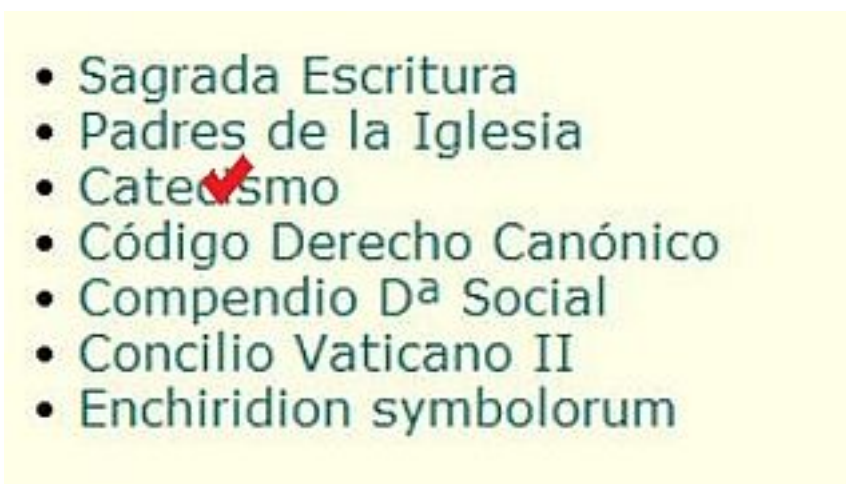 • Sagrada Escritura
• Padres de la Iglesia
• Catecismo
• Código Derecho Canónico
• Compendio Dª Social
• Concilio Vaticano II
• Enchiridion symbolorum